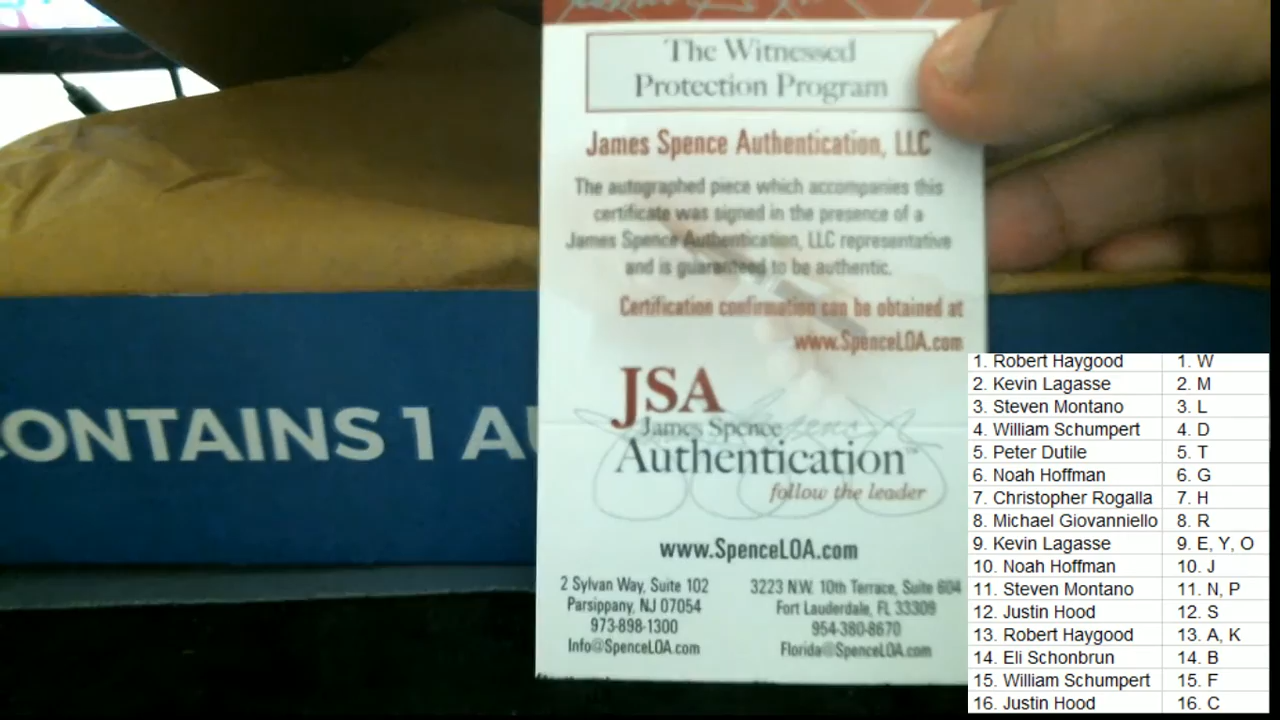 The Witnessed
Protection Program
James Spence Authentication, LLC
The autographed piece which accompanies this
certificate was signed in the presence of a
James Spence Authentication, LLC representative
and is guaranteed to be authentic.
Certification confirmation can be obtained at
www.SpenceLOA.com
JSA
James Spence
Authentication™
follow the leader
www.SpenceLOA.com
2 Sylvan Way, Suite 102
Parsippany, NJ 07054
973-898-1300
Info@SpenceLOA.com
3223 N.W. 10th Terrace, Suite 604
Fort Lauderdale, FL 33309
954-380-8670
Florida@SpenceLOA.com
ONTAINS 1 A
1. Robert Haygood 1. W
2. Kevin Lagasse 2. M
3. Steven Montano 3. L
4. William Schumpert 4. D
5. Peter Dutile 5. T
6. Noah Hoffman 6. G
7. Christopher Rogalla 7. H
8. Michael Giovanniello 8. R
9. Kevin Lagasse 9. E, Y, O
10. Noah Hoffman 10. J
11. Steven Montano 11. N, P
12. Justin Hood 12. S
13. Robert Haygood 13. A, K
14. Eli Schonbrun 14. B
15. William Schumpert 15. F
16. Justin Hood 16. C